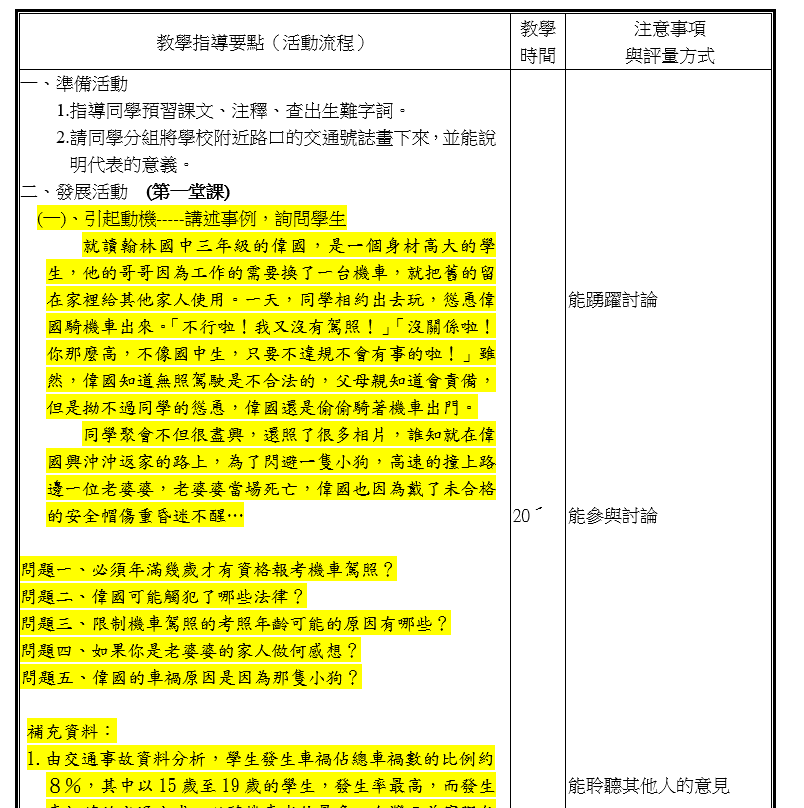 教學指導要點（活動流程）
教學
時間
注意事項
與評量方式
一、準備活動
1.指導同學預習課文、注釋、查出生難字詞。
2.請同學分組將學校附近路口的交通號誌畫下來，並能說
明代表的意義。
二、發展活動　(第一堂課)
(一)、引起動機-----講述事例，詢問學生
就讀翰林國中三年級的偉國，是一個身材高大的學
生，他的哥哥因為工作的需要換了一台機車，就把舊的留
在家裡給其他家人使用。一天，同學相約出去玩，慫恿偉
國騎機車出來。「不行啦！我又沒有駕照！」「沒關係啦！
你那麼高，不像國中生，只要不違規不會有事的啦！」雖
然，偉國知道無照駕駛是不合法的，父母親知道會責備，
但是拗不過同學的慫恿，偉國還是偷偷騎著機車出門。
同學聚會不但很盡興，還照了很多相片，誰知就在偉
國興沖沖返家的路上，為了閃避一隻小狗，高速的撞上路
邊一位老婆婆，老婆婆當場死亡，偉國也因為戴了未合格
的安全帽傷重昏迷不醒…
問題一、必須年滿幾歲才有資格報考機車駕照？
問題二、偉國可能觸犯了哪些法律？
問題三、限制機車駕照的考照年齡可能的原因有哪些？
問題四、如果你是老婆婆的家人做何感想？
問題五、偉國的車禍原因是因為那隻小狗？
補充資料：
1. 由交通事故資料分析，學生發生車禍佔總車禍數的比例約
８％，其中以 15 歲至 19 歲的學生，發生率最高，而發生
20ˊ
能踴躍討論
能參與討論
能聆聽其他人的意見